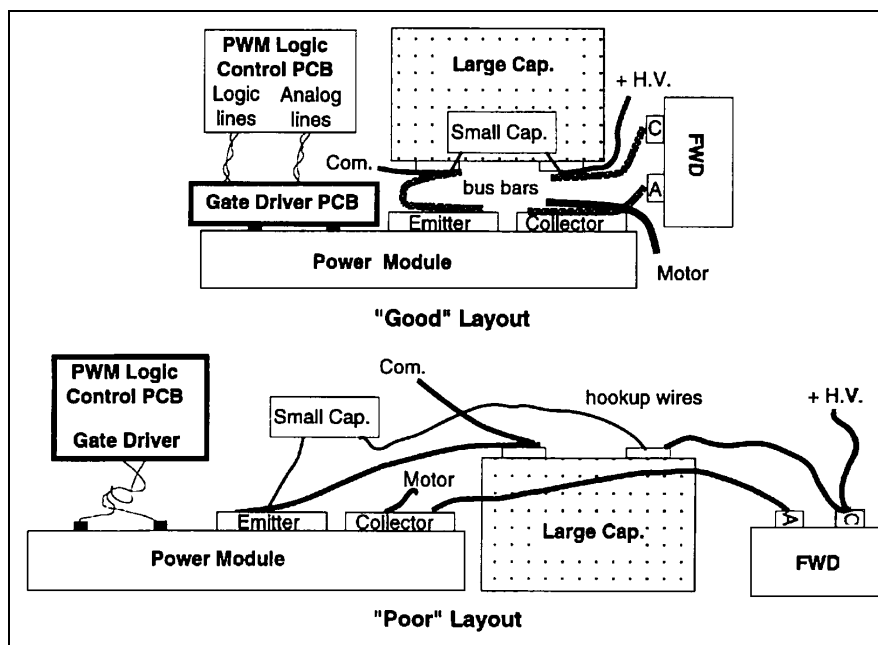 PWM Logic
Control PCB
Logic
lines
Analog
lines
Large Cap.
+ H.V.
Small Cap.
C
FWD
Com.
bus bars
A
Gate Driver PCB
Emitter
Collector
Power Module
Motor
"Good" Layout
PWM Logic
Control PCB
Gate Driver
Com.
Small Cap.
hookup wires
+ H.V.
Motor
Emitter
Collector
Large Cap.
A
C
Power Module
FWD
"Poor" Layout